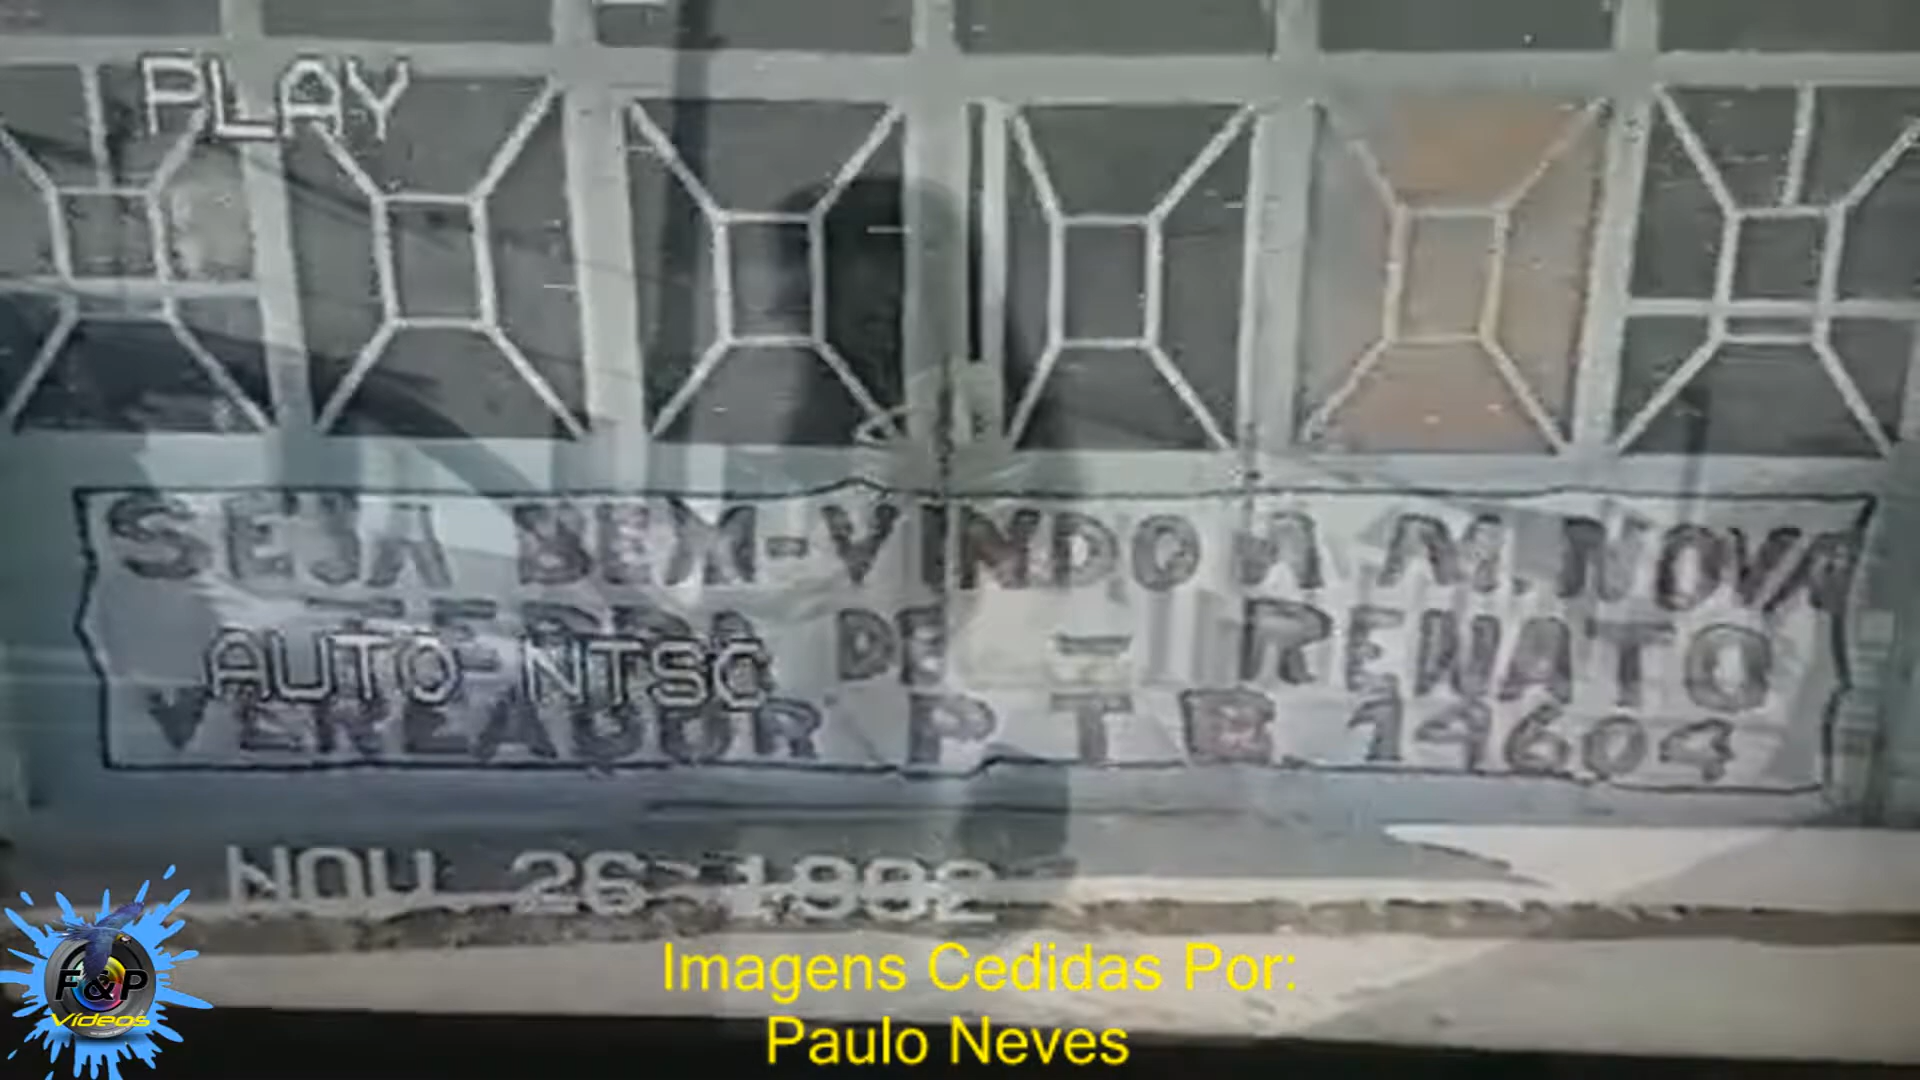 PLAY
SEJA BEM-VINDO A M. NOVA
TERRA DE - RENATO
AUTO NTSC
VEREADOR P T B. 14604
NOV. 26 1992
F&P
Vídeos
Imagens Cedidas Por:
Paulo Neves